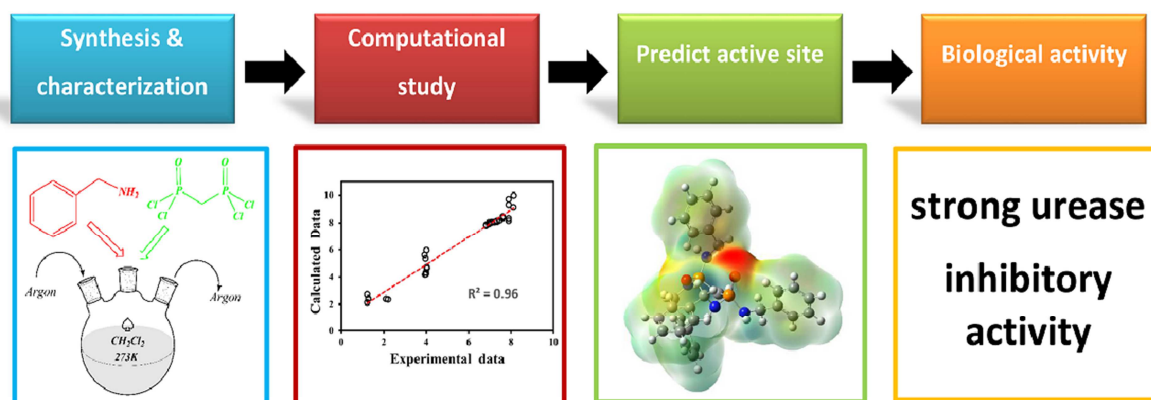 Synthesis &
characterization
Computational
study
Predict active site
Biological activity
NH2
O
O
Cl
P
P
Cl
Cl
Cl
Argon
Argon
CH2Cl2
273K
Calculated Data
10
8
6
4
2
0
R² = 0.96
0
2
4
6
8
10
Experimental data
strong urease
inhibitory
activity